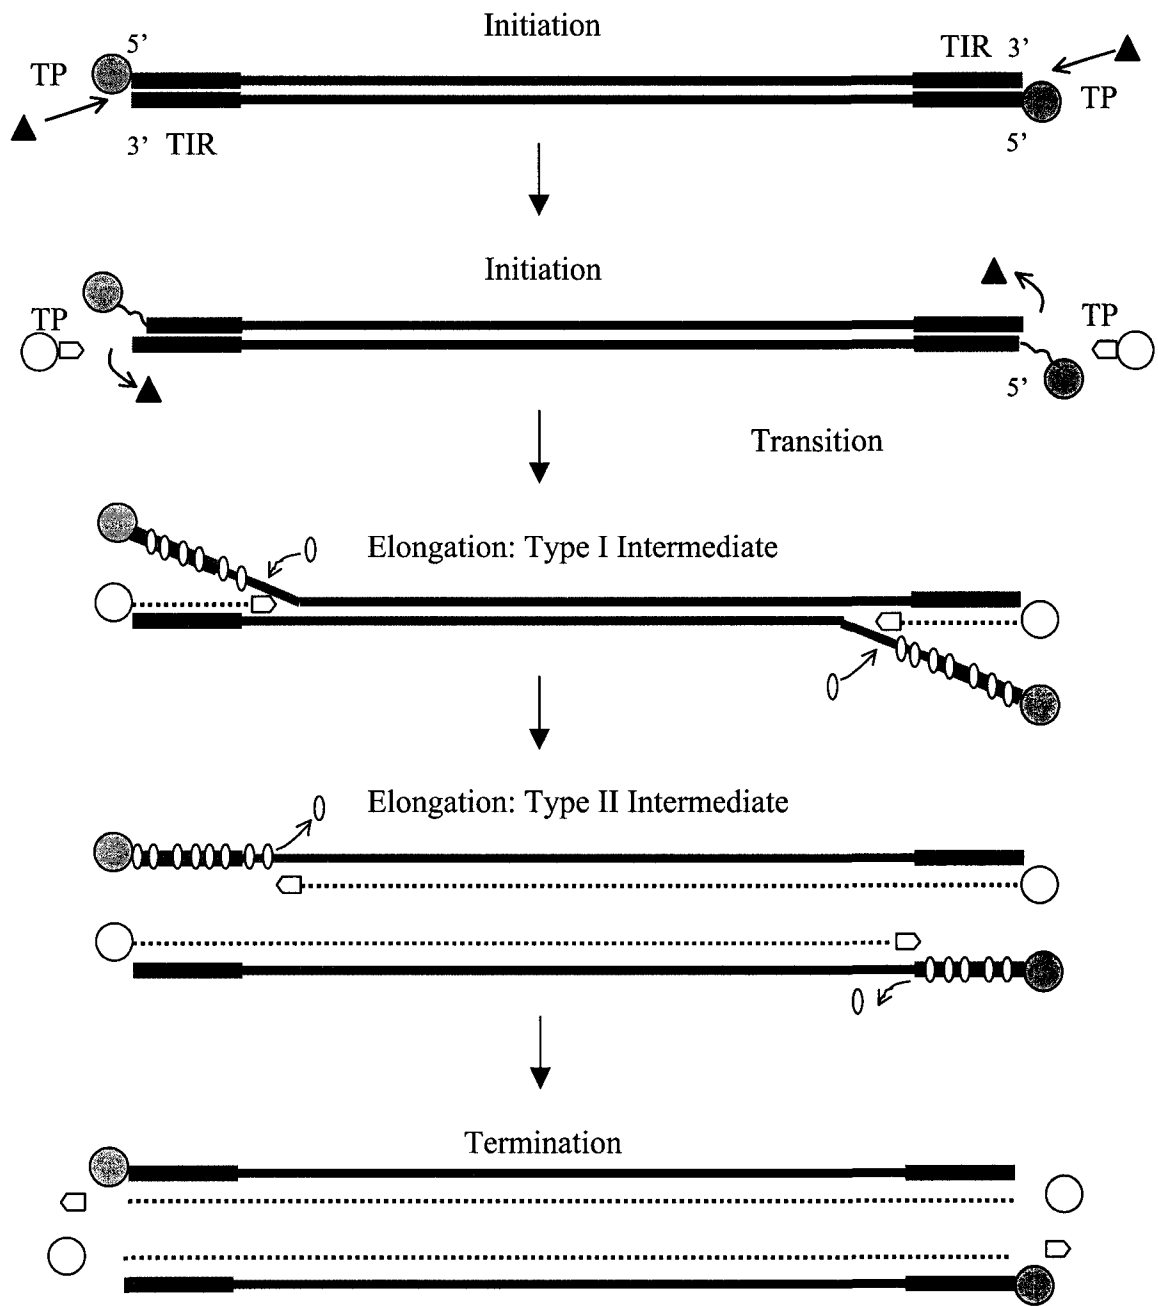 Initiation
5’
TP
TIR 3’
TP
3’ TIR
5’
Initiation
TP
TP
5’
Transition
Elongation: Type I Intermediate
Elongation: Type II Intermediate
Termination